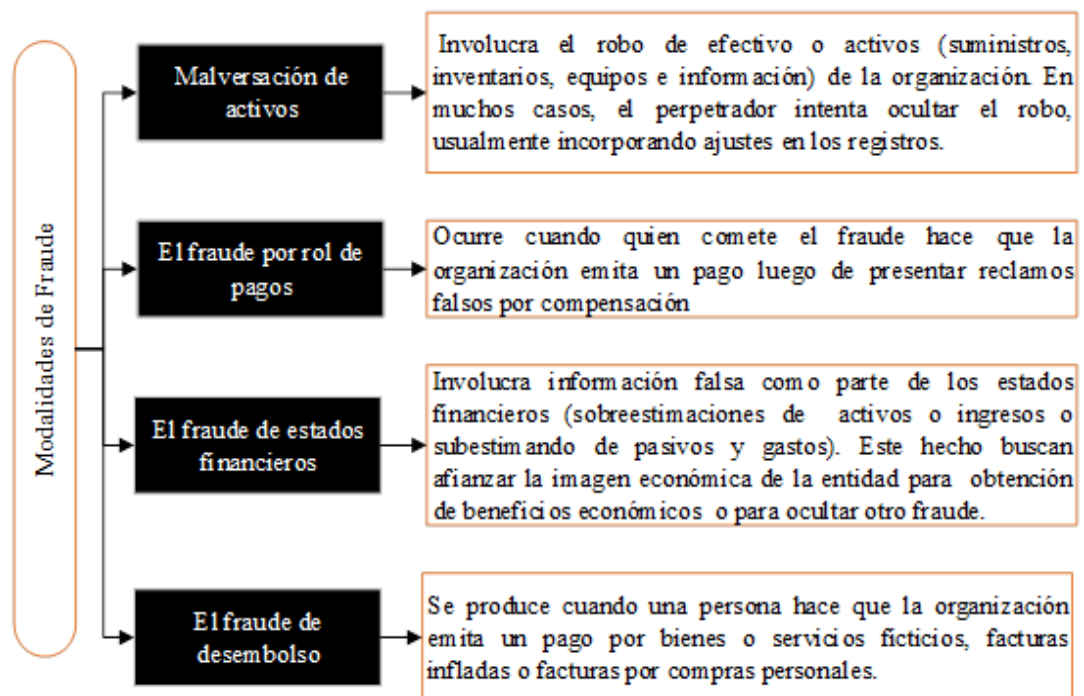 Modalidades de Fraude
Malversación de
activos
Involucra el robo de efectivo o activos (suministros,
inventarios, equipos e información) de la organización. En
muchos casos, el perpetrador intenta ocultar el robo,
usualmente incorporando ajustes en los registros.
El fraude por rol de
pagos
Ocurre cuando quien comete el fraude hace que la
organización emita un pago luego de presentar reclamos
falsos por compensación
El fraude de estados
financieros
Involucra información falsa como parte de los estados
financieros (sobreestimaciones de activos o ingresos o
subestimando de pasivos y gastos). Este hecho buscan
afianzar la imagen económica de la entidad para obtención
de beneficios económicos o para ocultar otro fraude.
El fraude de
desembolso
Se produce cuando una persona hace que la organización
emita un pago por bienes o servicios ficticios, facturas
infladas o facturas por compras personales.